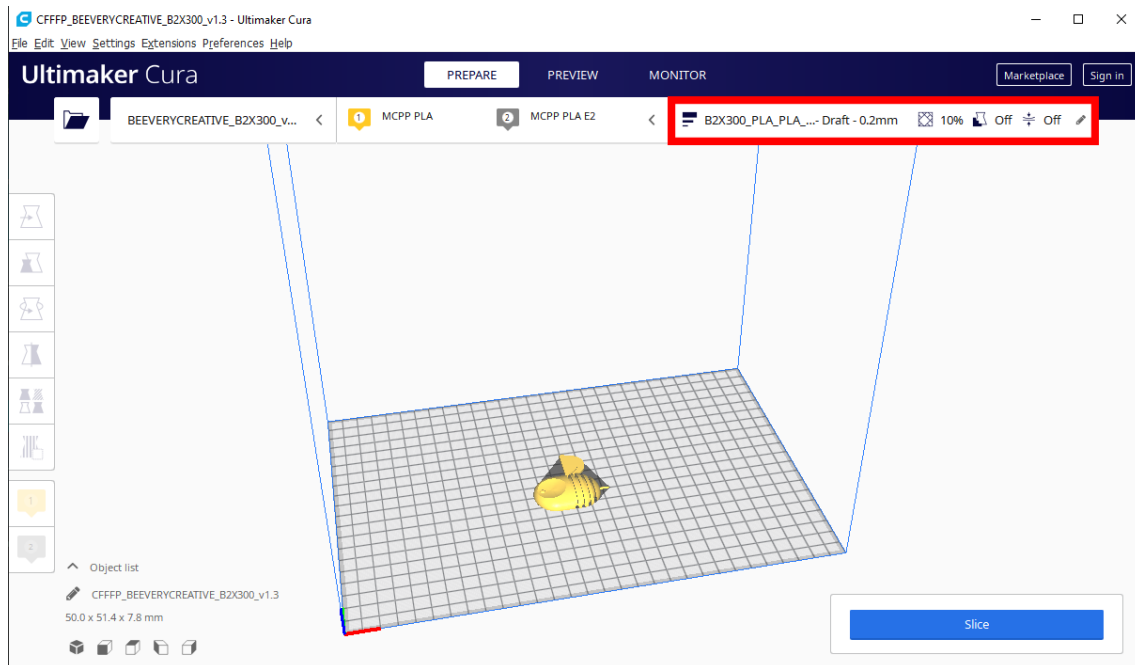 CFFFP_BEEVERYCREATIVE_B2X300_v1.3 - Ultimaker Cura
File Edit View Settings Extensions Preferences Help
Ultimaker Cura
PREPARE PREVIEW MONITOR
Marketplace Sign in
BEEVERYCREATIVE_B2X300_v... 1 MCPP PLA 2 MCPP PLA E2 B2X300_PLA_PLA_...- Draft - 0.2mm 10% Off Off
1
2
Object list
CFFFP_BEEVERYCREATIVE_B2X300_v1.3
50.0 x 51.4 x 7.8 mm
Slice